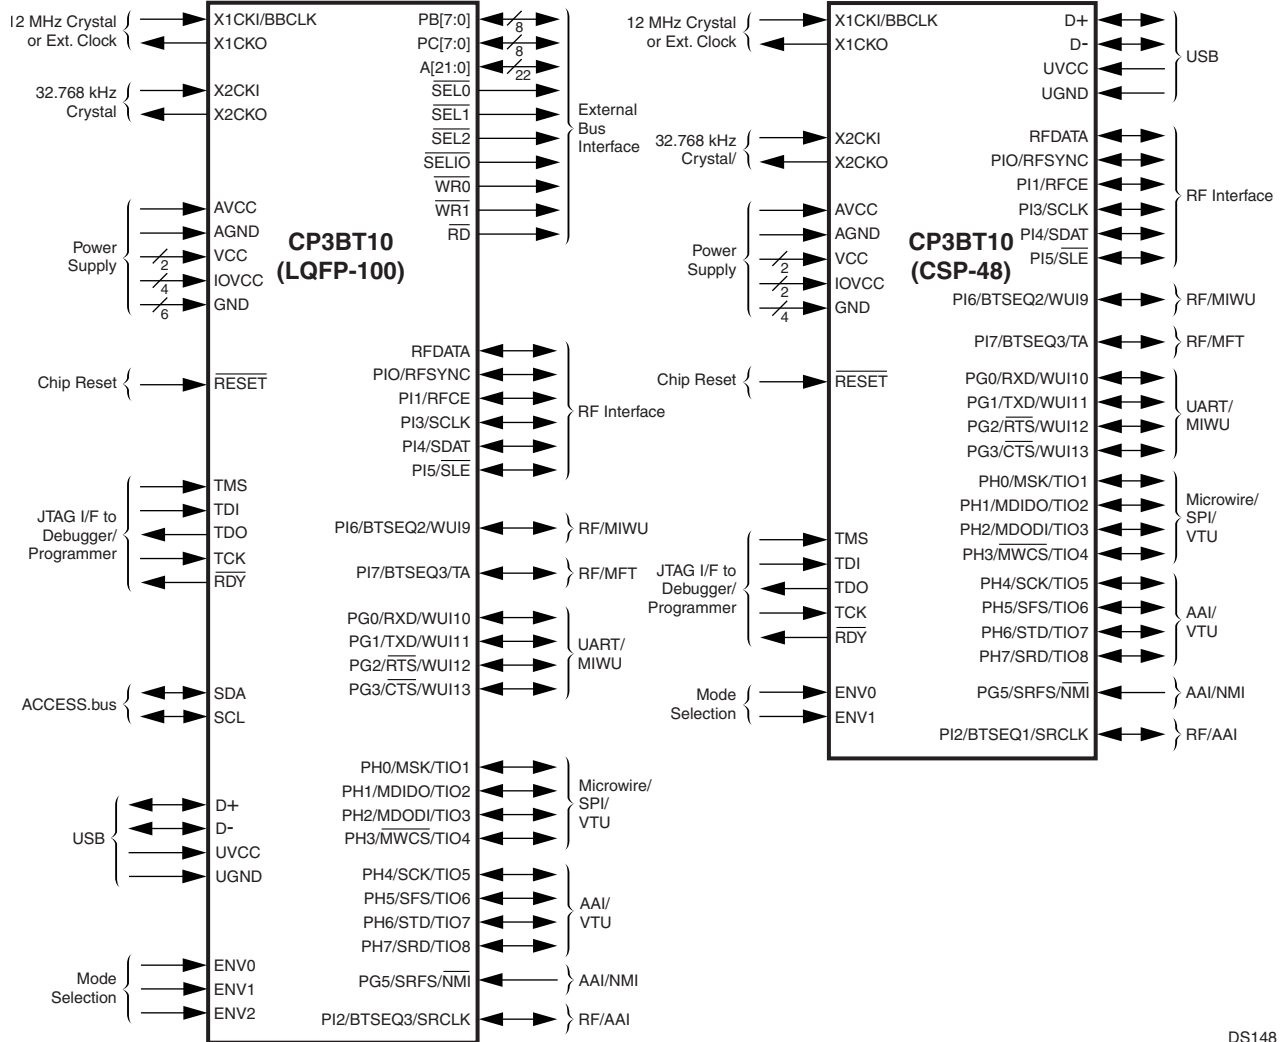 12 MHz Crystal
or Ext. Clock
X1CKI/BBCLK
X1CKO
32.768 kHz
Crystal
X2CKI
X2CKO
Power
Supply
AVCC
AGND
VCC
2
IOVCC
4
GND
6
Chip Reset
RESET
JTAG I/F to
Debugger/
Programmer
TMS
TDI
TDO
TCK
RDY
ACCESS.bus
SDA
SCL
USB
D+
D-
UVCC
UGND
Mode
Selection
ENV0
ENV1
ENV2
CP3BT10
(LQFP-100)
PB[7:0]
8
PC[7:0]
8
A[21:0]
22
SEL0
SEL1
SEL2
SELIO
WR0
WR1
RD
External
Bus
Interface
RFDATA
PIO/RFSYNC
PI1/RFCE
PI3/SCLK
PI4/SDAT
PI5/SLE
RF Interface
PI6/BTSEQ2/WUI9
RF/MIWU
PI7/BTSEQ3/TA
RF/MFT
PG0/RXD/WUI10
PG1/TXD/WUI11
PG2/RTS/WUI12
PG3/CTS/WUI13
UART/
MIWU
PH0/MSK/TIO1
PH1/MDIDO/TIO2
PH2/MDODI/TIO3
PH3/MWCS/TIO4
Microwire/
SPI/
VTU
PH4/SCK/TIO5
PH5/SFS/TIO6
PH6/STD/TIO7
PH7/SRD/TIO8
AAI/
VTU
PG5/SRFS/NMI
AAI/NMI
PI2/BTSEQ3/SRCLK
RF/AAI
12 MHz Crystal
or Ext. Clock
X1CKI/BBCLK
X1CKO
32.768 kHz
Crystal/
X2CKI
X2CKO
Power
Supply
AVCC
AGND
VCC
2
IOVCC
2
GND
4
Chip Reset
RESET
JTAG I/F to
Debugger/
Programmer
TMS
TDI
TDO
TCK
RDY
Mode
Selection
ENV0
ENV1
CP3BT10
(CSP-48)
D+
D-
UVCC
UGND
USB
RFDATA
PIO/RFSYNC
PI1/RFCE
PI3/SCLK
PI4/SDAT
PI5/SLE
RF Interface
PI6/BTSEQ2/WUI9
RF/MIWU
PI7/BTSEQ3/TA
RF/MFT
PG0/RXD/WUI10
PG1/TXD/WUI11
PG2/RTS/WUI12
PG3/CTS/WUI13
UART/
MIWU
PH0/MSK/TIO1
PH1/MDIDO/TIO2
PH2/MDODI/TIO3
PH3/MWCS/TIO4
Microwire/
SPI/
VTU
PH4/SCK/TIO5
PH5/SFS/TIO6
PH6/STD/TIO7
PH7/SRD/TIO8
AAI/
VTU
PG5/SRFS/NMI
AAI/NMI
PI2/BTSEQ1/SRCLK
RF/AAI
DS148